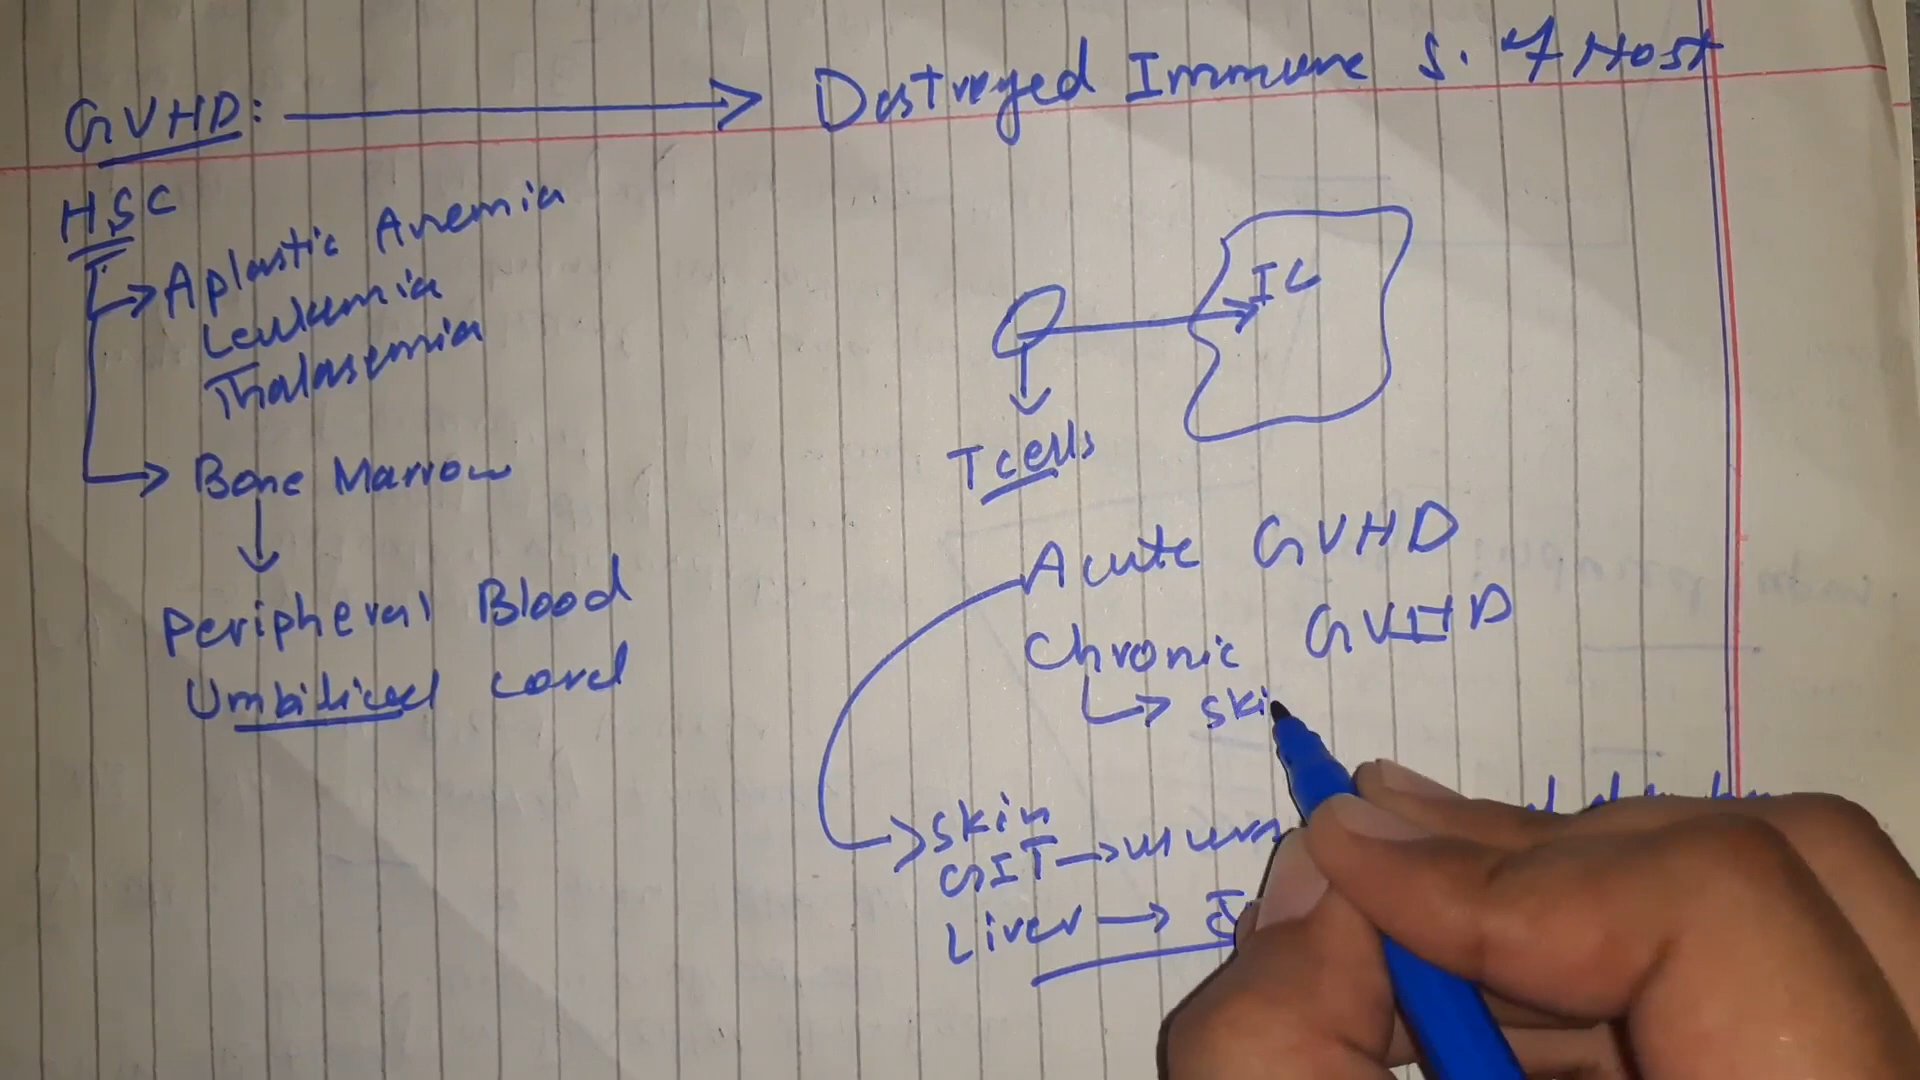 GVHD: → Destroyed Immune S. of Host
HSC
→ Aplastic Anemia
Leukemia
Thalasemia
→ Bone Marrow
↓
Peripheral Blood
Umbilical cord
IC
T cells
Acute GVHD
Chronic GVHD
→ Ski
→ Skin
GIT →
Liver →